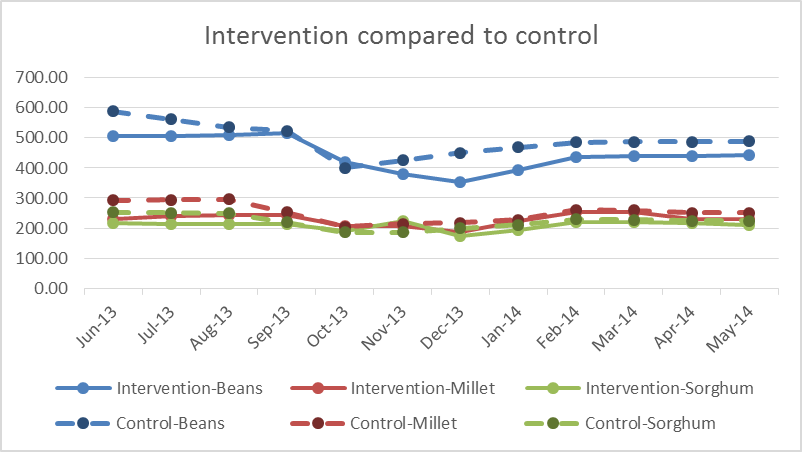 Intervention compared to control
700.00
600.00
500.00
400.00
300.00
200.00
100.00
0.00
Jun-13 Jul-13 Aug-13 Sep-13 Oct-13 Nov-13 Dec-13 Jan-14 Feb-14 Mar-14 Apr-14 May-14
Intervention-Beans Intervention-Millet Intervention-Sorghum
Control-Beans Control-Millet Control-Sorghum